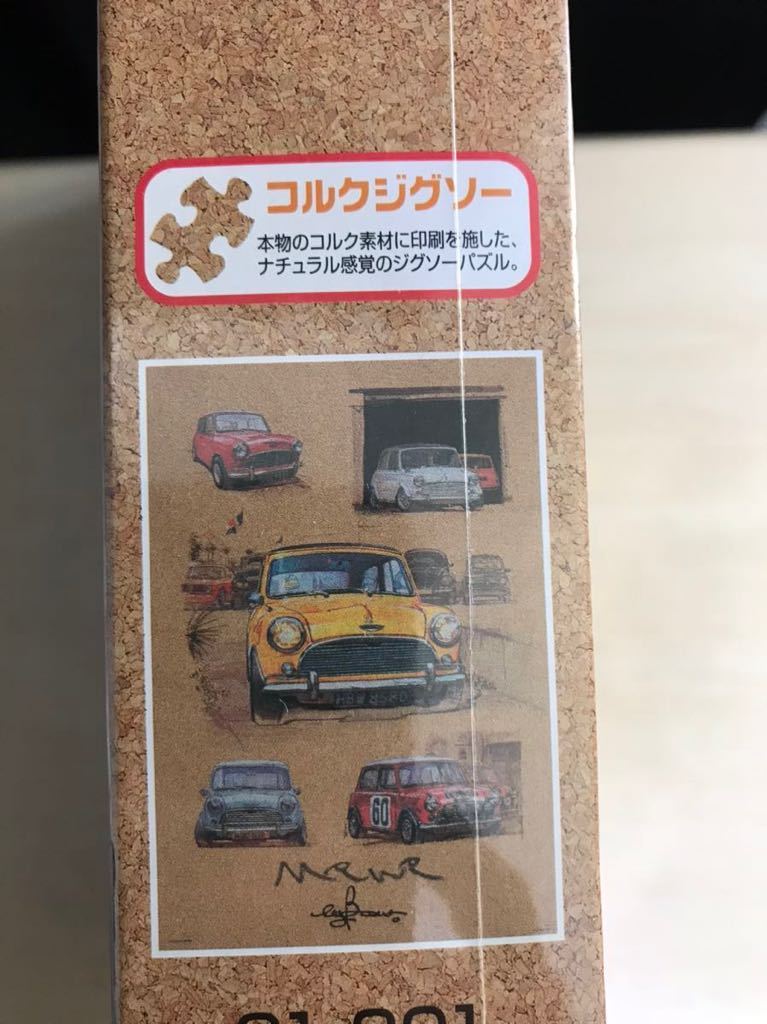 コルクジグソー
本物のコルク素材に印刷を施した、
ナチュラル感覚のジグソーパズル。
60